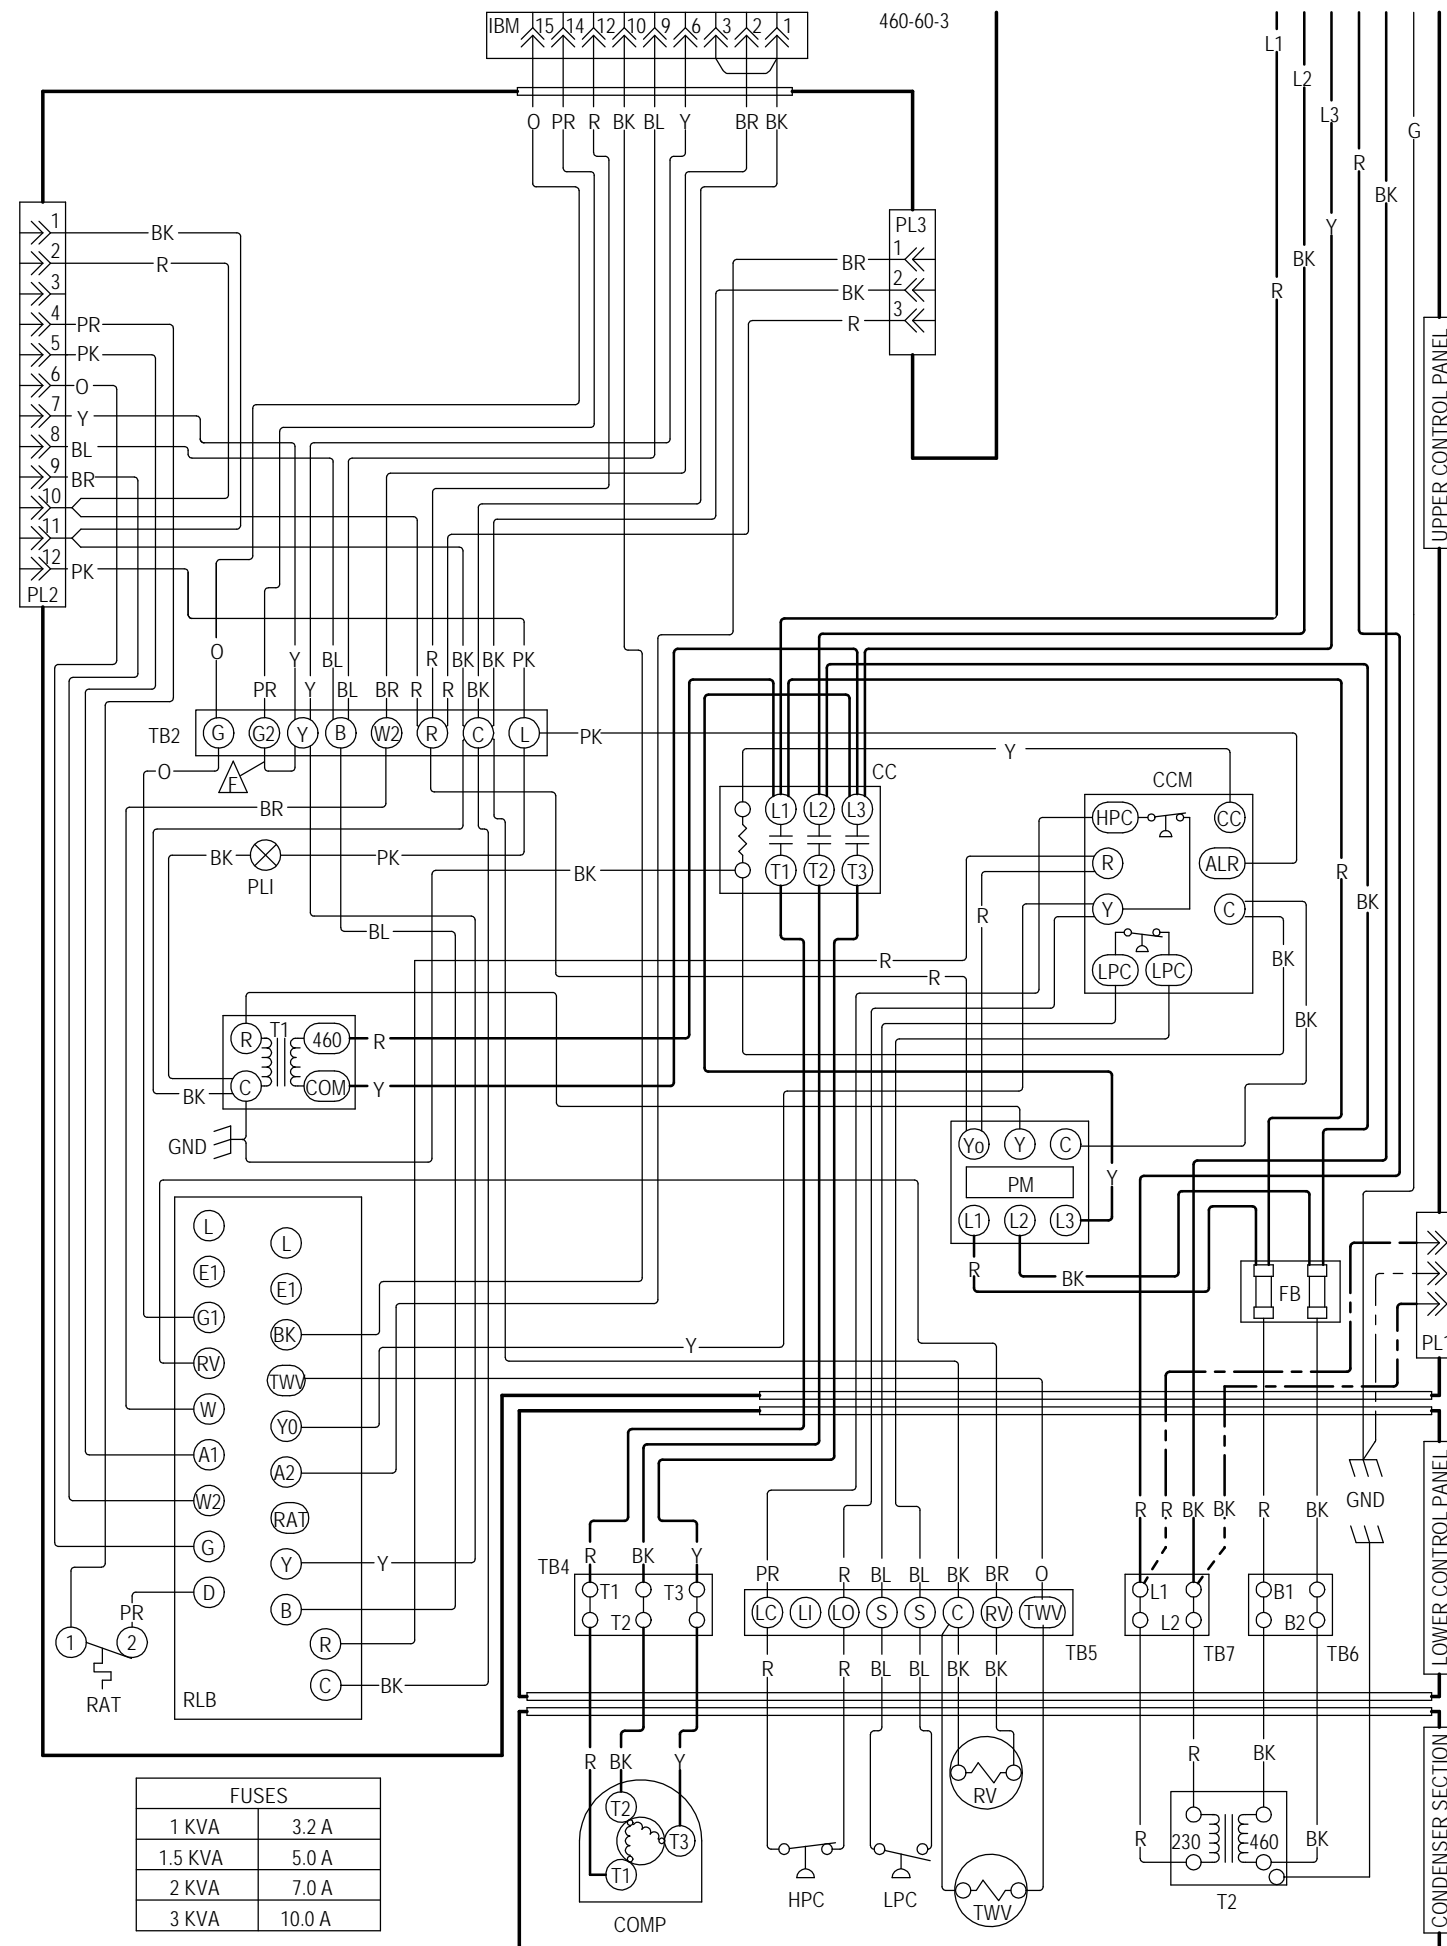 IBM 15 14 12 10 9 6 3 2 1
460-60-3
L1
L2
L3
O PR R BK BL Y BR BK
G
R
BK
Y
BK
R
PL3
1 BR
2 BK
3 R
1 BK
2 R
3
4 PR
5 PK
6 O
7 Y
8 BL
9 BR
10
11
12 PK
PL2
UPPER CONTROL PANEL
O Y BL R BK BK PK
PR Y BL BR R R BK
TB2 G G2 Y B W2 R C L PK
O F
BR
BK PK
PLI
BK
BL
Y
CC
L1 L2 L3
T1 T2 T3
CCM
HPC CC
R ALR
Y C
LPC LPC
R
BK
R
R
R
BK
BK
R T1 460 R
C COM Y
BK
GND
Yo Y C
PM
L1 L2 L3
Y
R
BK
FB
PL1
L
L
E1
E1
G1
BK
RV
TWV
W
Y0
A1
A2
W2
RAT
G
Y Y
D
B
R
C BK
RLB
Y
PR
1 2
RAT
GND
R R BK BK R BK
LOWER CONTROL PANEL
TB4
R BK Y
T1 T3
T2
PR R BL BL BK BR O
LC LI LO S S C RV TWV
TB5
R R BL BL BK BK
L1
L2
TB7
B1
B2
TB6
R BK Y
T2
T3
T1
COMP
HPC
LPC
RV
TWV
R BK
R 230 460 BK
T2
CONDENSER SECTION
FUSES
1 KVA 3.2 A
1.5 KVA 5.0 A
2 KVA 7.0 A
3 KVA 10.0 A